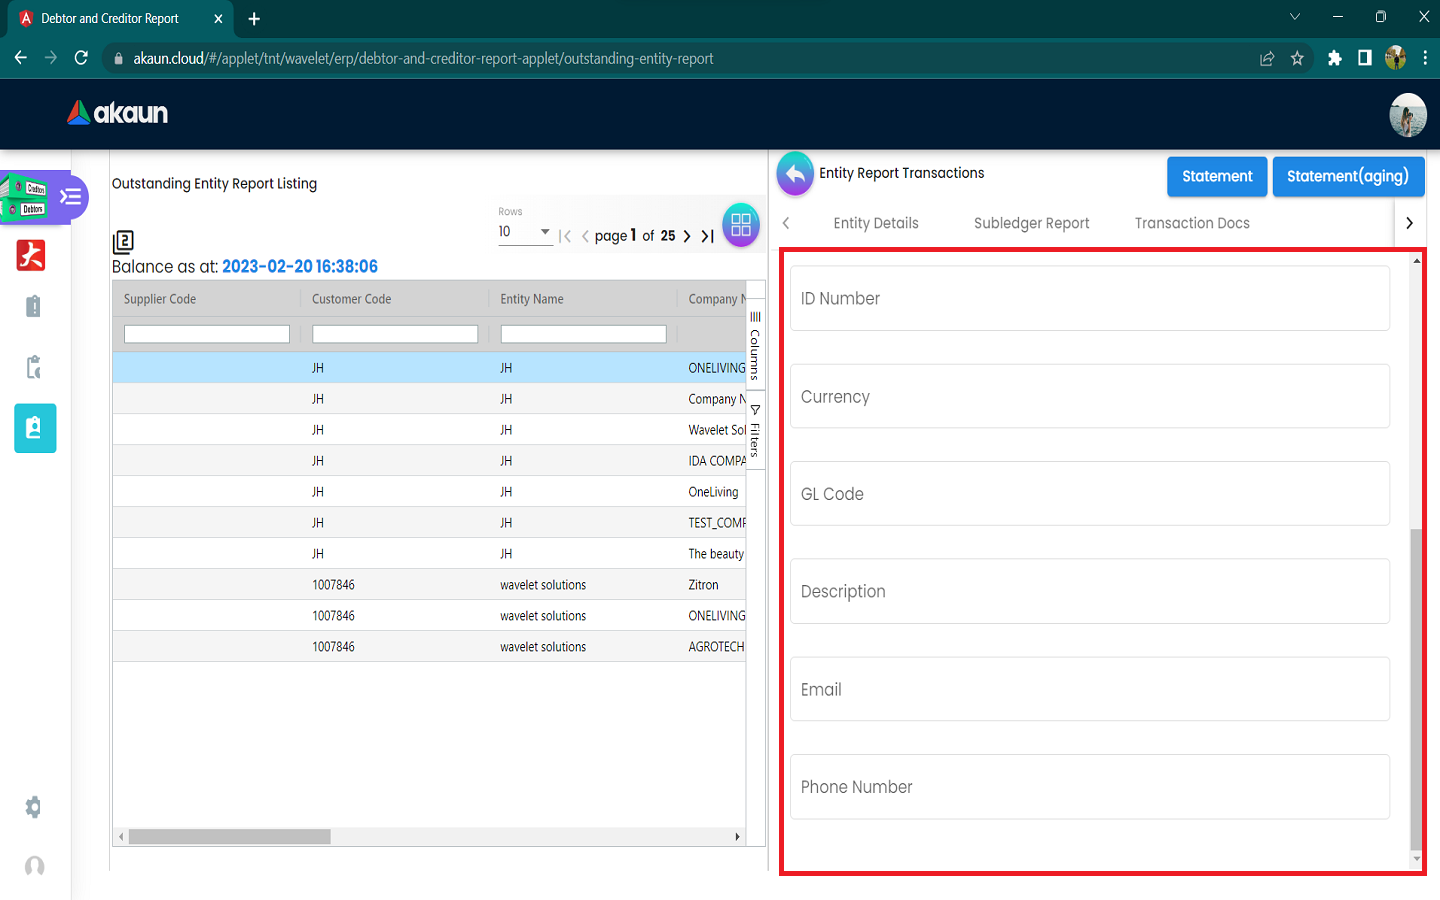 Debtor and Creditor Report
akaun.cloud/#/applet/tnt/wavelet/erp/debtor-and-creditor-report-applet/outstanding-entity-report
akaun
Creditors
Debtors
Outstanding Entity Report Listing
Rows
10
page 1 of 25
2
Balance as at: 2023-02-20 16:38:06
Supplier Code Customer Code Entity Name Company N
JH JH ONELIVING
JH JH Company N
JH JH Wavelet Sol
JH JH IDA COMPA
JH JH OneLiving
JH JH TEST_COMP
JH JH The beauty
1007846 wavelet solutions Zitron
1007846 wavelet solutions ONELIVING
1007846 wavelet solutions AGROTECH
Columns
Filters
Entity Report Transactions
Statement
Statement(aging)
Entity Details Subledger Report Transaction Docs
ID Number
Currency
GL Code
Description
Email
Phone Number